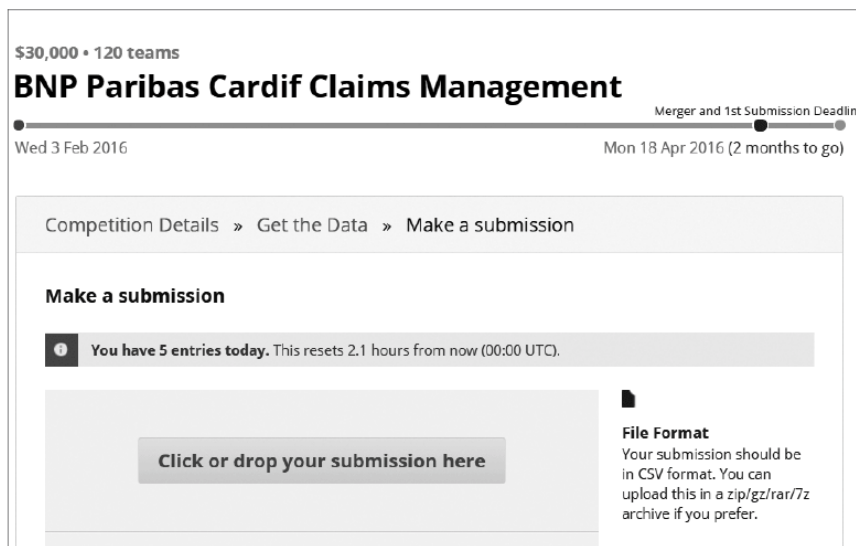 $30,000 • 120 teams
BNP Paribas Cardif Claims Management
Merger and 1st Submission Deadlin
Wed 3 Feb 2016
Mon 18 Apr 2016 (2 months to go)
Competition Details » Get the Data » Make a submission
Make a submission
You have 5 entries today. This resets 2.1 hours from now (00:00 UTC).
Click or drop your submission here
File Format
Your submission should be
in CSV format. You can
upload this in a zip/gz/rar/7z
archive if you prefer.